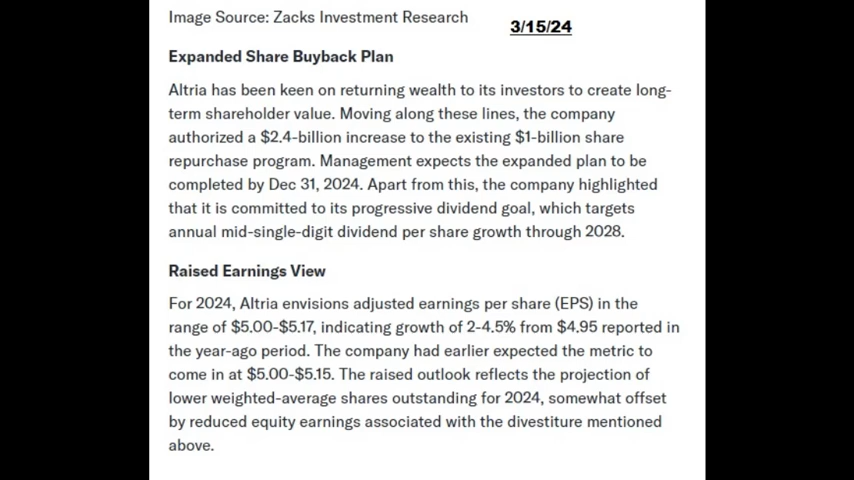 Image Source: Zacks Investment Research
3/15/24
Expanded Share Buyback Plan
Altria has been keen on returning wealth to its investors to create long-
term shareholder value. Moving along these lines, the company
authorized a $2.4-billion increase to the existing $1-billion share
repurchase program. Management expects the expanded plan to be
completed by Dec 31, 2024. Apart from this, the company highlighted
that it is committed to its progressive dividend goal, which targets
annual mid-single-digit dividend per share growth through 2028.
Raised Earnings View
For 2024, Altria envisions adjusted earnings per share (EPS) in the
range of $5.00-$5.17, indicating growth of 2-4.5% from $4.95 reported in
the year-ago period. The company had earlier expected the metric to
come in at $5.00-$5.15. The raised outlook reflects the projection of
lower weighted-average shares outstanding for 2024, somewhat offset
by reduced equity earnings associated with the divestiture mentioned
above.